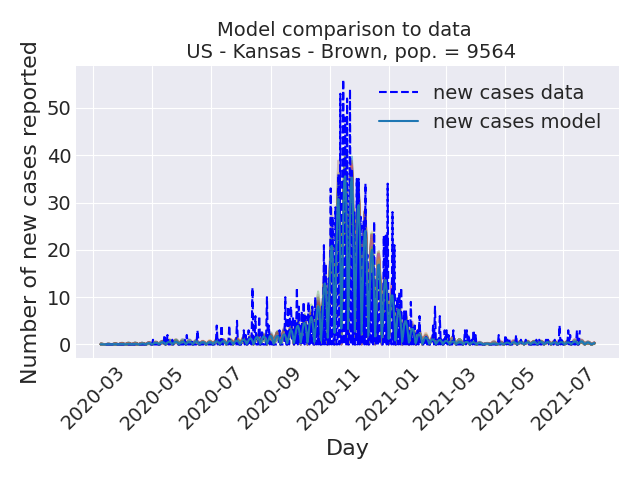 Model comparison to data
US - Kansas - Brown, pop. = 9564
Number of new cases reported
50
40
30
20
10
0
new cases data
new cases model
2020-03
2020-05
2020-07
2020-09
2020-11
2021-01
2021-03
2021-05
2021-07
Day